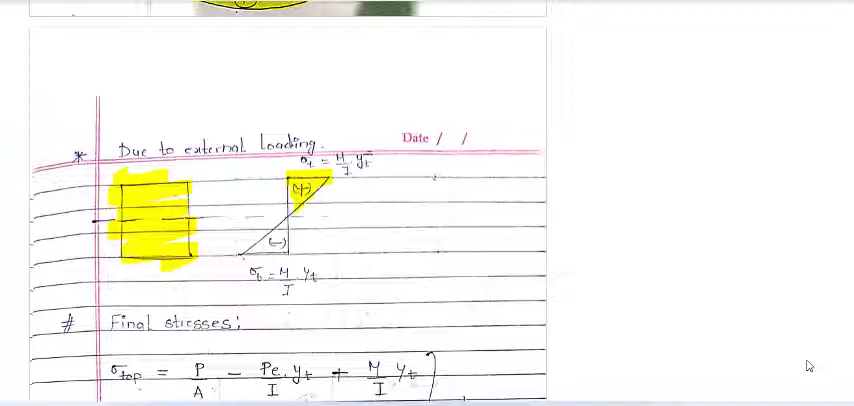 Date / /
* Due to external loading.
σt = M/I . yt
(+)
(-)
σb = M/I . yt
# Final stresses:
σtop = P/A - Pe/I . yt + M/I yt